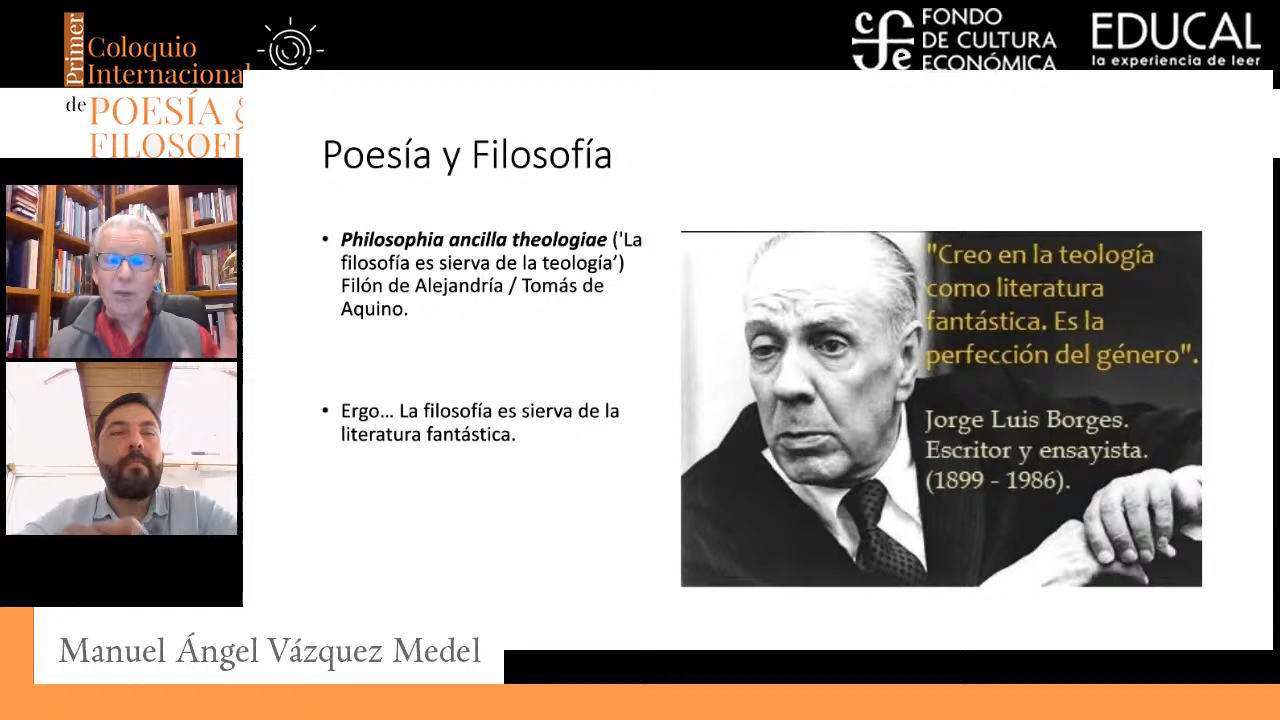 Primer
Coloquio
Internacional
de POESÍA &
FILOSOFÍ
FONDO
DE CULTURA
ECONÓMICA
EDUCAL
la experiencia de leer
Poesía y Filosofía
• Philosophia ancilla theologiae ('La
filosofía es sierva de la teología’)
Filón de Alejandría / Tomás de
Aquino.
• Ergo… La filosofía es sierva de la
literatura fantástica.
"Creo en la teología
como literatura
fantástica. Es la
perfección del género".
Jorge Luis Borges.
Escritor y ensayista.
(1899 - 1986).
Manuel Ángel Vázquez Medel